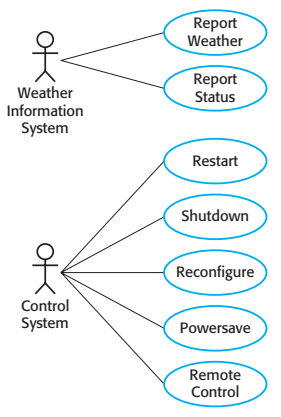 Report
Weather
Report
Status
Weather
Information
System
Restart
Shutdown
Reconfigure
Powersave
Remote
Control
Control
System